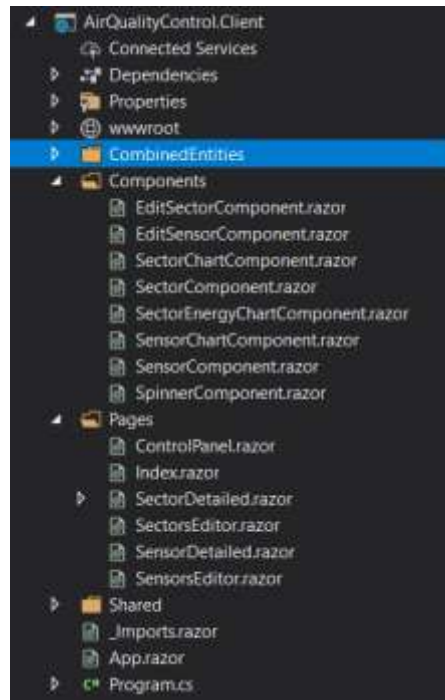 AirQualityControl.Client
Connected Services
Dependencies
Properties
wwwroot
CombinedEntities
Components
EditSectorComponent.razor
EditSensorComponent.razor
SectorChartComponent.razor
SectorComponent.razor
SectorEnergyChartComponent.razor
SensorChartComponent.razor
SensorComponent.razor
SpinnerComponent.razor
Pages
ControlPanel.razor
Index.razor
SectorDetailed.razor
SectorsEditor.razor
SensorDetailed.razor
SensorsEditor.razor
Shared
_Imports.razor
App.razor
C# Program.cs